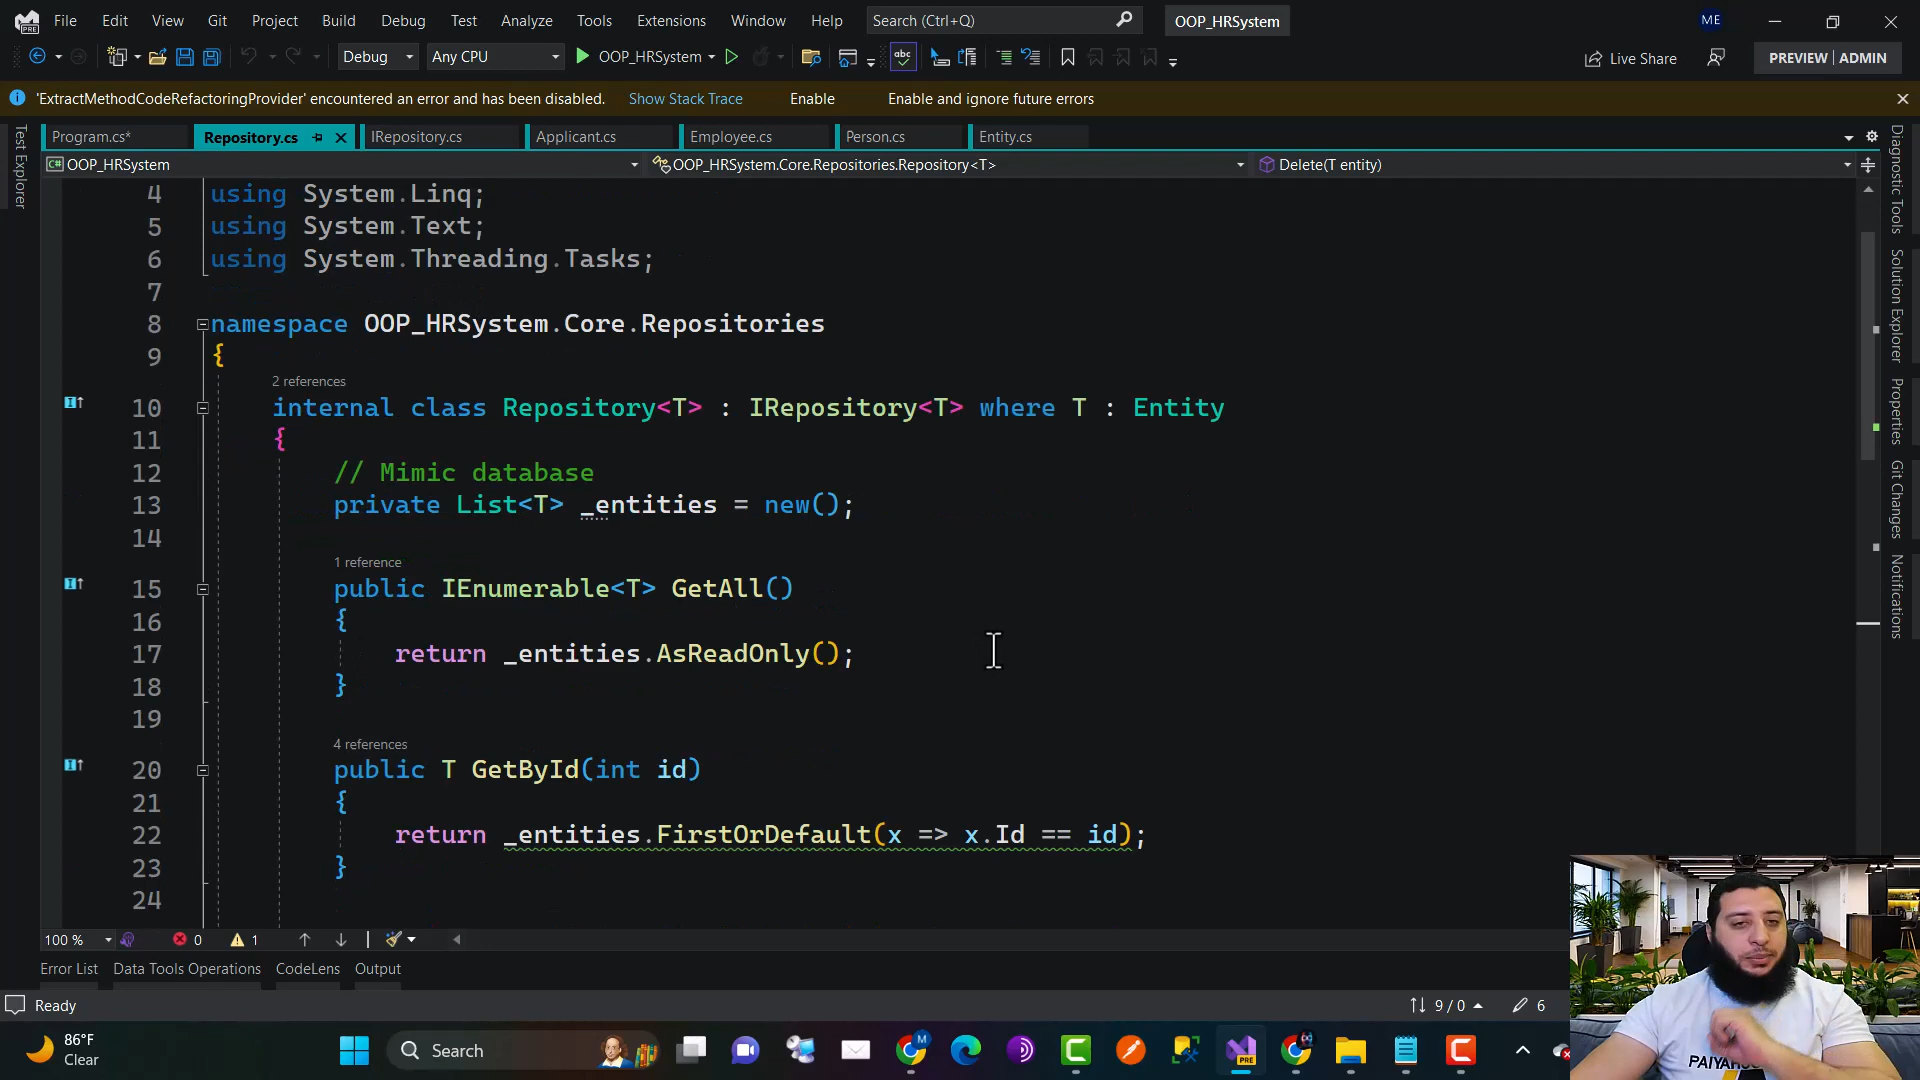 File Edit View Git Project Build Debug Test Analyze Tools Extensions Window Help Search (Ctrl+Q) OOP_HRSystem ME
Debug Any CPU OOP_HRSystem Live Share PREVIEW ADMIN
'ExtractMethodCodeRefactoringProvider' encountered an error and has been disabled. Show Stack Trace Enable Enable and ignore future errors
Program.cs* Repository.cs IRepository.cs Applicant.cs Employee.cs Person.cs Entity.cs
OOP_HRSystem OOP_HRSystem.Core.Repositories.Repository<T> Delete(T entity)
Test Explorer
Diagnostic Tools
Solution Explorer
Properties
Git Changes
Notifications
4 using System.Linq;
5 using System.Text;
6 using System.Threading.Tasks;
7
8 namespace OOP_HRSystem.Core.Repositories
9 {
2 references
10 internal class Repository<T> : IRepository<T> where T : Entity
11 {
12 // Mimic database
13 private List<T> _entities = new();
14
1 reference
15 public IEnumerable<T> GetAll()
16 {
17 return _entities.AsReadOnly();
18 }
19
4 references
20 public T GetById(int id)
21 {
22 return _entities.FirstOrDefault(x => x.Id == id);
23 }
24
100 % 0 1
Error List Data Tools Operations CodeLens Output
Ready 9/0 6
86°F
Clear
Search